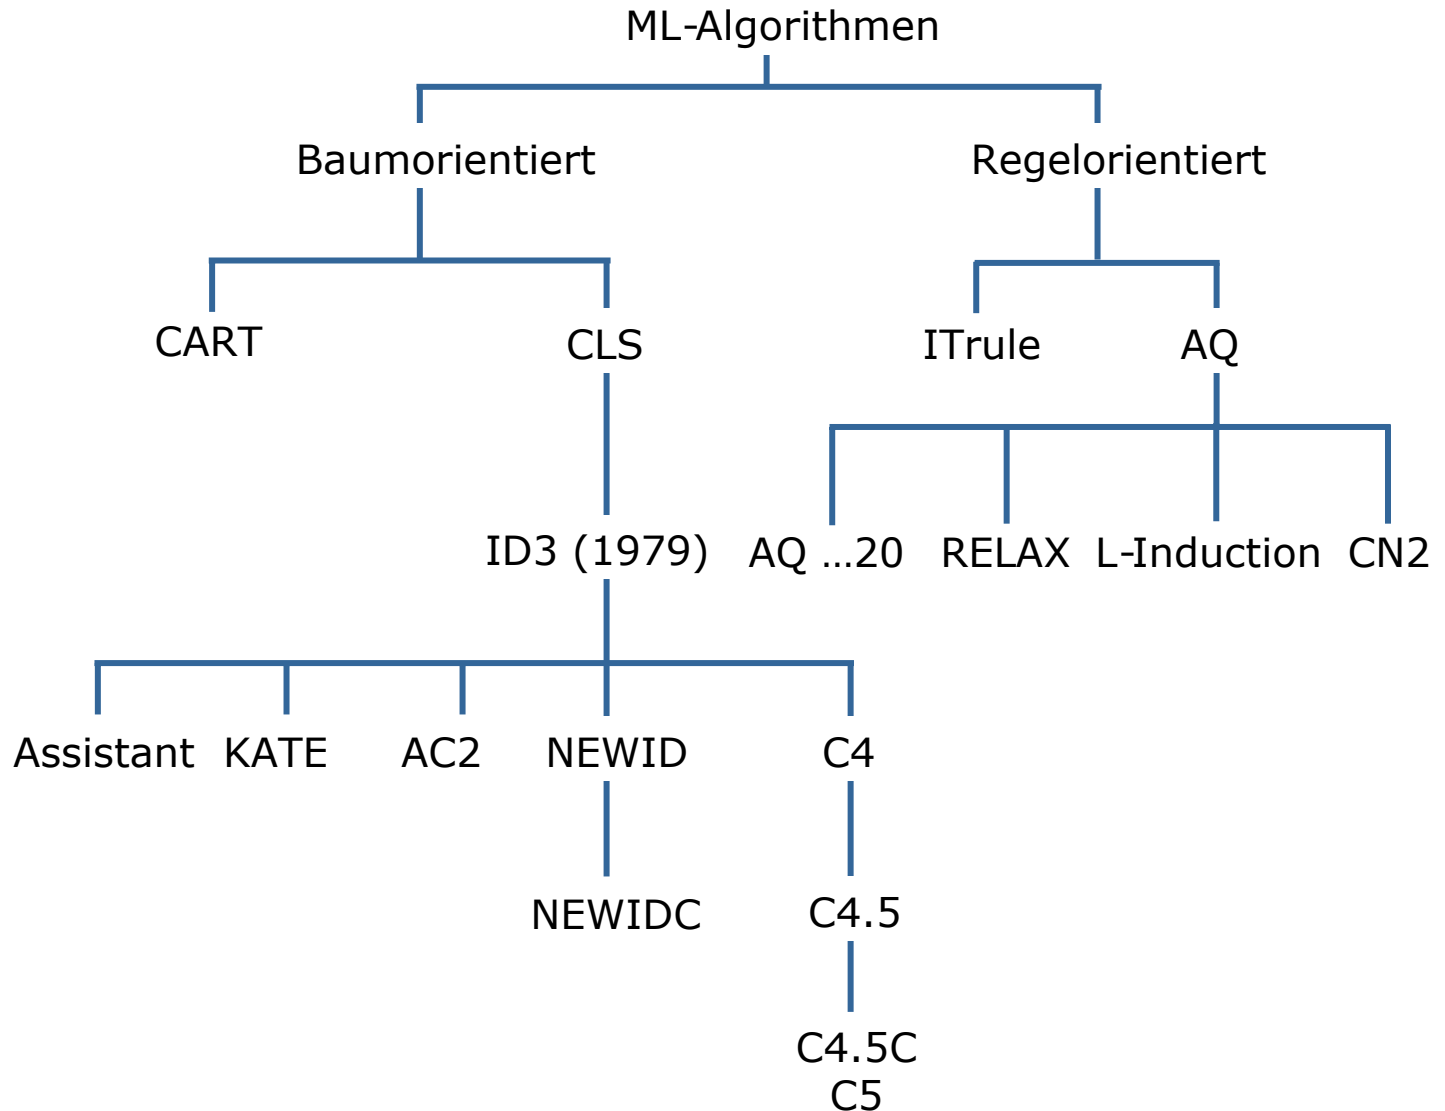 ML-Algorithmen
Baumorientiert
Regelorientiert
CART
CLS
ITrule
AQ
ID3 (1979)
AQ ...20
RELAX
L-Induction
CN2
Assistant
KATE
AC2
NEWID
C4
NEWIDC
C4.5
C4.5C
C5